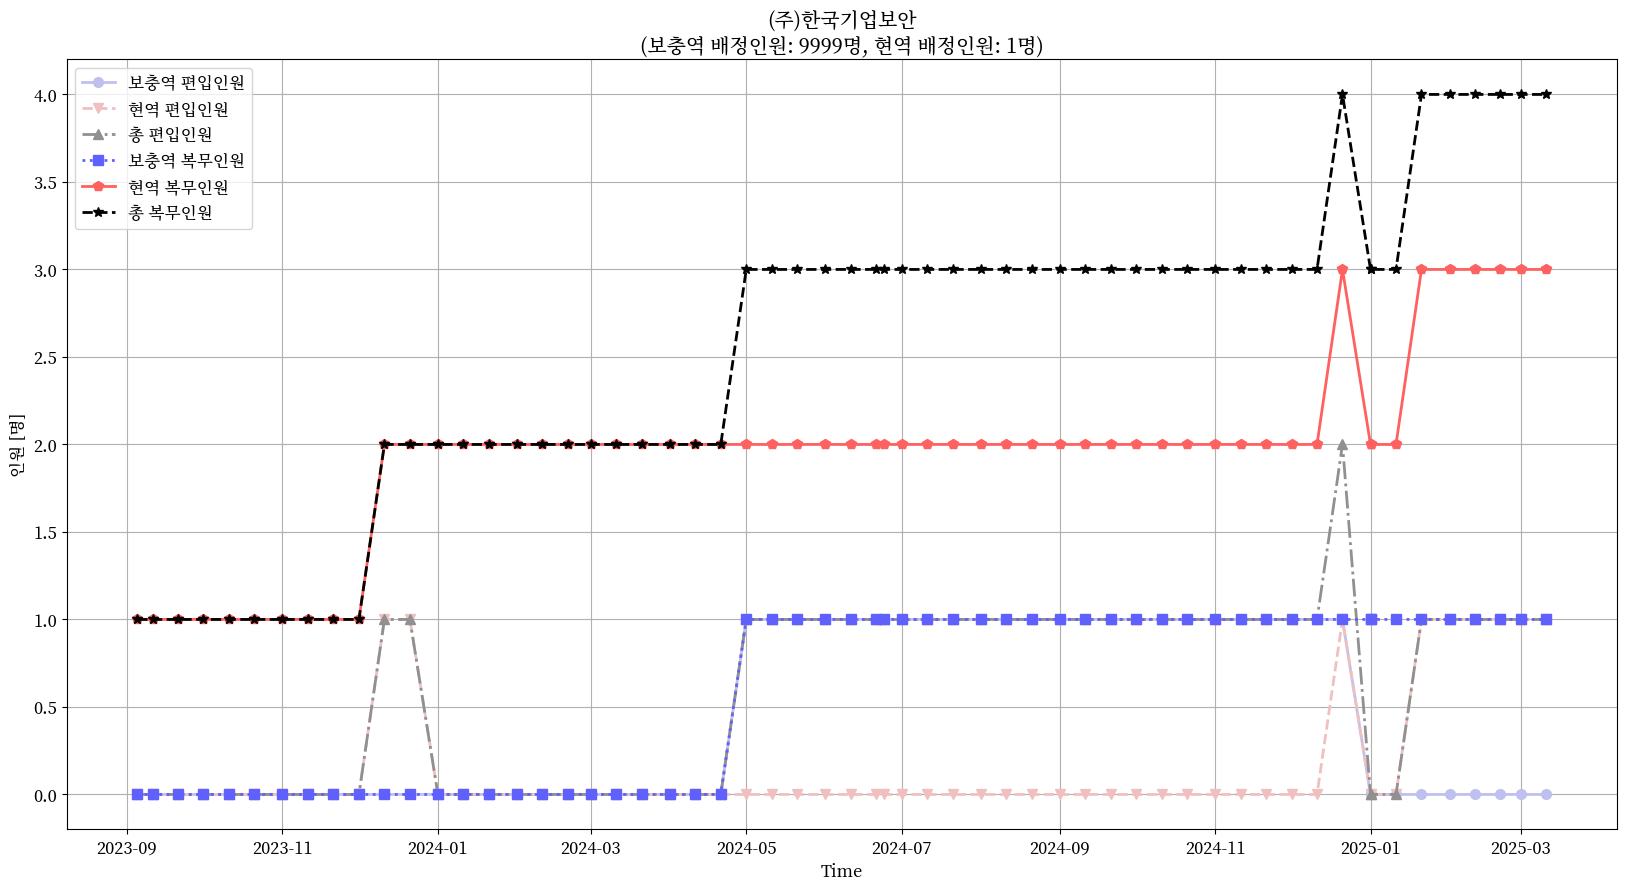 (주)한국기업보안
(보충역 배정인원: 9999명, 현역 배정인원: 1명)
보충역 편입인원
현역 편입인원
총 편입인원
보충역 복무인원
현역 복무인원
총 복무인원
4.0
3.5
3.0
2.5
2.0
1.5
1.0
0.5
0.0
인원 [명]
2023-09
2023-11
2024-01
2024-03
2024-05
2024-07
2024-09
2024-11
2025-01
2025-03
Time